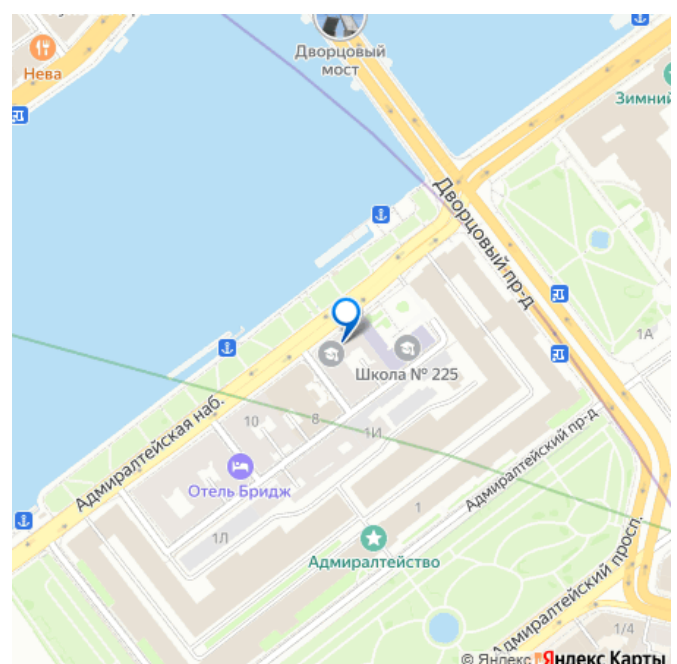 Нева
Дворцовый
мост
Зимний
Дворцовый пр-д
1А
Школа № 225
Адмиралтейская наб.
10
8
1И
Адмиралтейский пр-д
Отель Бридж
1
1Л
Адмиралтейство
Адмиралтейский просп.
1/4
© Яндекс Яндекс Карты